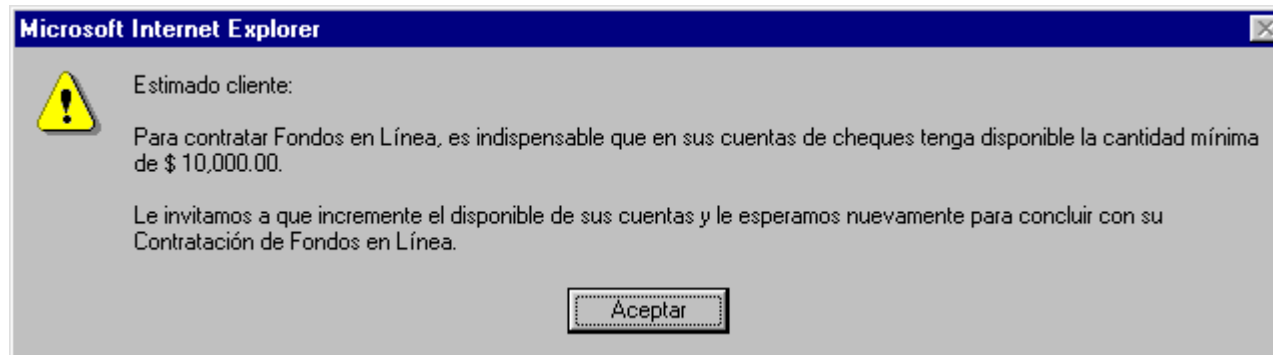 Microsoft Internet Explorer
Estimado cliente:
Para contratar Fondos en Línea, es indispensable que en sus cuentas de cheques tenga disponible la cantidad mínima
de $ 10,000.00.
Le invitamos a que incremente el disponible de sus cuentas y le esperamos nuevamente para concluir con su
Contratación de Fondos en Línea.
Aceptar